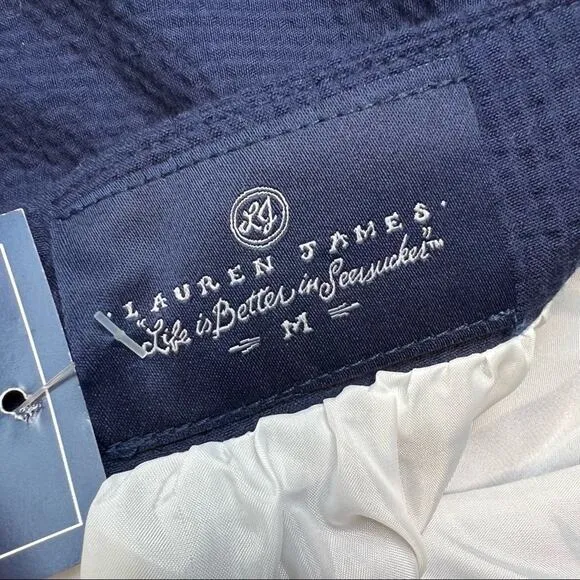 LJ
· LAUREN JAMES ·
"Life is Better in Seersucker"™
M